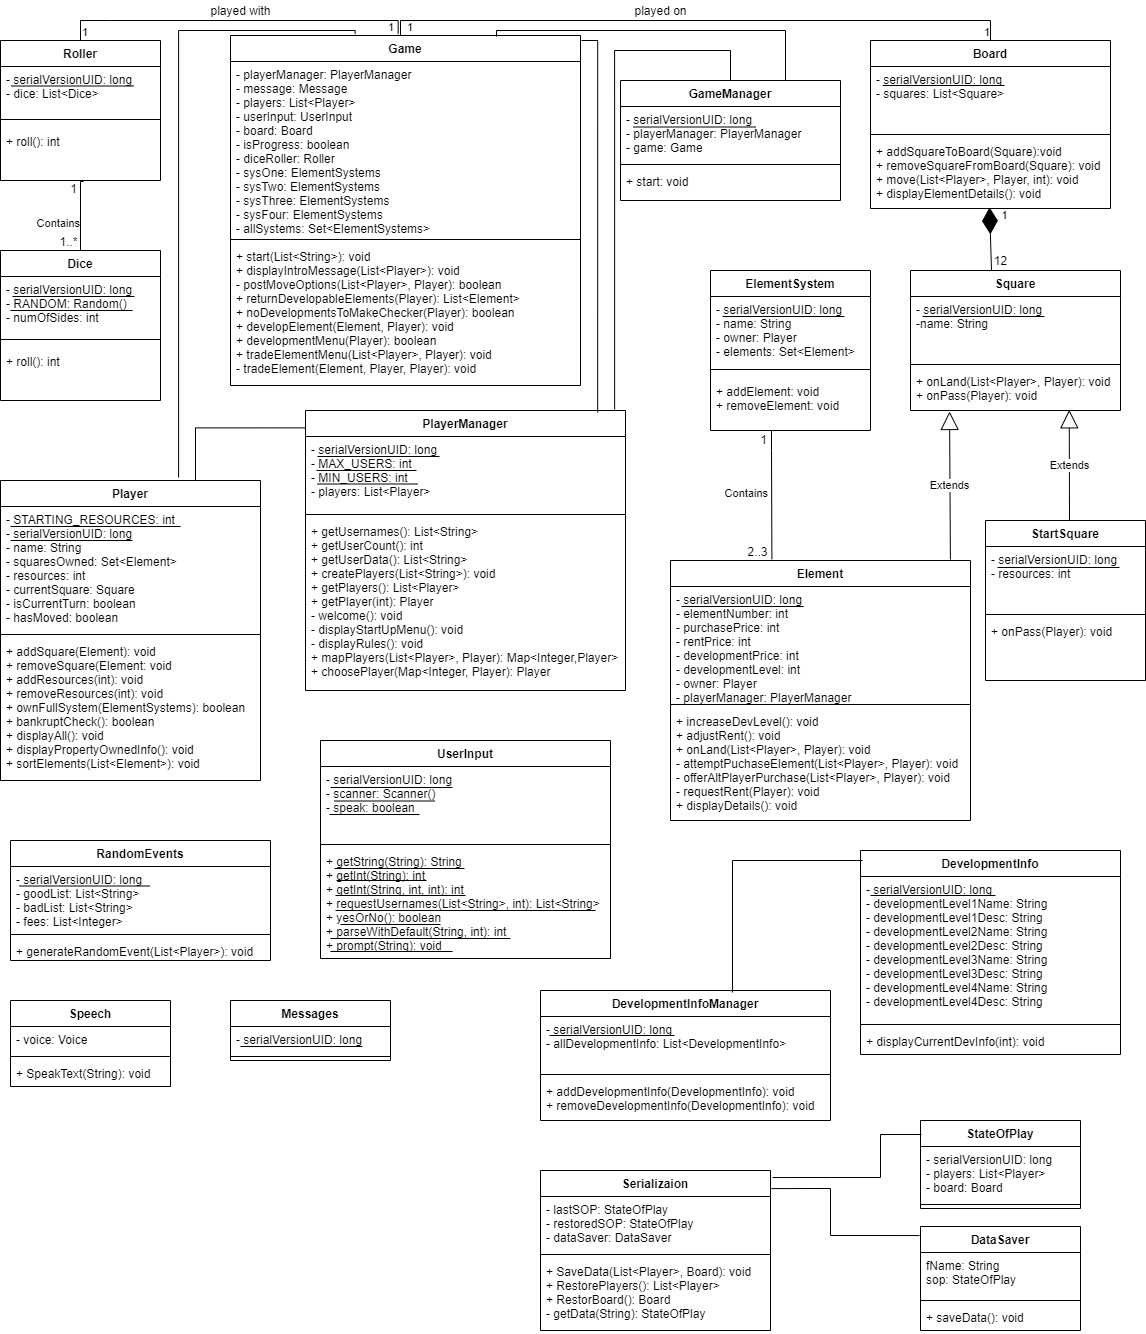 played with
played on
1
1
1
1
Roller
- serialVersionUID: long
- dice: List<Dice>
+ roll(): int
1
Contains
1..*
Dice
- serialVersionUID: long
- RANDOM: Random()
- numOfSides: int
+ roll(): int
Game
- playerManager: PlayerManager
- message: Message
- players: List<Player>
- userInput: UserInput
- board: Board
- isProgress: boolean
- diceRoller: Roller
- sysOne: ElementSystems
- sysTwo: ElementSystems
- sysThree: ElementSystems
- sysFour: ElementSystems
- allSystems: Set<ElementSystems>
+ start(List<String>): void
+ displayIntroMessage(List<Player>): void
- postMoveOptions(List<Player>, Player): boolean
+ returnDevelopableElements(Player): List<Element>
+ noDevelopmentsToMakeChecker(Player): boolean
+ developElement(Element, Player): void
+ developmentMenu(Player): boolean
+ tradeElementMenu(List<Player>, Player): void
- tradeElement(Element, Player, Player): void
GameManager
- serialVersionUID: long
- playerManager: PlayerManager
- game: Game
+ start: void
Board
- serialVersionUID: long
- squares: List<Square>
+ addSquareToBoard(Square):void
+ removeSquareFromBoard(Square): void
+ move(List<Player>, Player, int): void
+ displayElementDetails(): void
1
12
ElementSystem
- serialVersionUID: long
- name: String
- owner: Player
- elements: Set<Element>
+ addElement: void
+ removeElement: void
1
Contains
2..3
Square
- serialVersionUID: long
-name: String
+ onLand(List<Player>, Player): void
+ onPass(Player): void
Extends
Extends
StartSquare
- serialVersionUID: long
- resources: int
+ onPass(Player): void
PlayerManager
- serialVersionUID: long
- MAX_USERS: int
- MIN_USERS: int
- players: List<Player>
+ getUsernames(): List<String>
+ getUserCount(): int
+ getUserData(): List<String>
+ createPlayers(List<String>): void
+ getPlayers(): List<Player>
+ getPlayer(int): Player
- welcome(): void
- displayStartUpMenu(): void
- displayRules(): void
+ mapPlayers(List<Player>, Player): Map<Integer,Player>
+ choosePlayer(Map<Integer, Player): Player
Player
- STARTING_RESOURCES: int
- serialVersionUID: long
- name: String
- squaresOwned: Set<Element>
- resources: int
- currentSquare: Square
- isCurrentTurn: boolean
- hasMoved: boolean
+ addSquare(Element): void
+ removeSquare(Element: void
+ addResources(int): void
+ removeResources(int): void
+ ownFullSystem(ElementSystems): boolean
+ bankruptCheck(): boolean
+ displayAll(): void
+ displayPropertyOwnedInfo(): void
+ sortElements(List<Element>): void
Element
- serialVersionUID: long
- elementNumber: int
- purchasePrice: int
- rentPrice: int
- developmentPrice: int
- developmentLevel: int
- owner: Player
- playerManager: PlayerManager
+ increaseDevLevel(): void
+ adjustRent(): void
+ onLand(List<Player>, Player): void
- attemptPuchaseElement(List<Player>, Player): void
- offerAltPlayerPurchase(List<Player>, Player): void
- requestRent(Player): void
+ displayDetails(): void
UserInput
- serialVersionUID: long
- scanner: Scanner()
- speak: boolean
+ getString(String): String
+ getInt(String): int
+ getInt(String, int, int): int
+ requestUsernames(List<String>, int): List<String>
+ yesOrNo(): boolean
+ parseWithDefault(String, int): int
+ prompt(String): void
RandomEvents
- serialVersionUID: long
- goodList: List<String>
- badList: List<String>
- fees: List<Integer>
+ generateRandomEvent(List<Player>): void
DevelopmentInfo
- serialVersionUID: long
- developmentLevel1Name: String
- developmentLevel1Desc: String
- developmentLevel2Name: String
- developmentLevel2Desc: String
- developmentLevel3Name: String
- developmentLevel3Desc: String
- developmentLevel4Name: String
- developmentLevel4Desc: String
+ displayCurrentDevInfo(int): void
Speech
- voice: Voice
+ SpeakText(String): void
Messages
- serialVersionUID: long
DevelopmentInfoManager
- serialVersionUID: long
- allDevelopmentInfo: List<DevelopmentInfo>
+ addDevelopmentInfo(DevelopmentInfo): void
+ removeDevelopmentInfo(DevelopmentInfo): void
StateOfPlay
- serialVersionUID: long
- players: List<Player>
- board: Board
Serializaion
- lastSOP: StateOfPlay
- restoredSOP: StateOfPlay
- dataSaver: DataSaver
+ SaveData(List<Player>, Board): void
+ RestorePlayers(): List<Player>
+ RestorBoard(): Board
- getData(String): StateOfPlay
DataSaver
fName: String
sop: StateOfPlay
+ saveData(): void